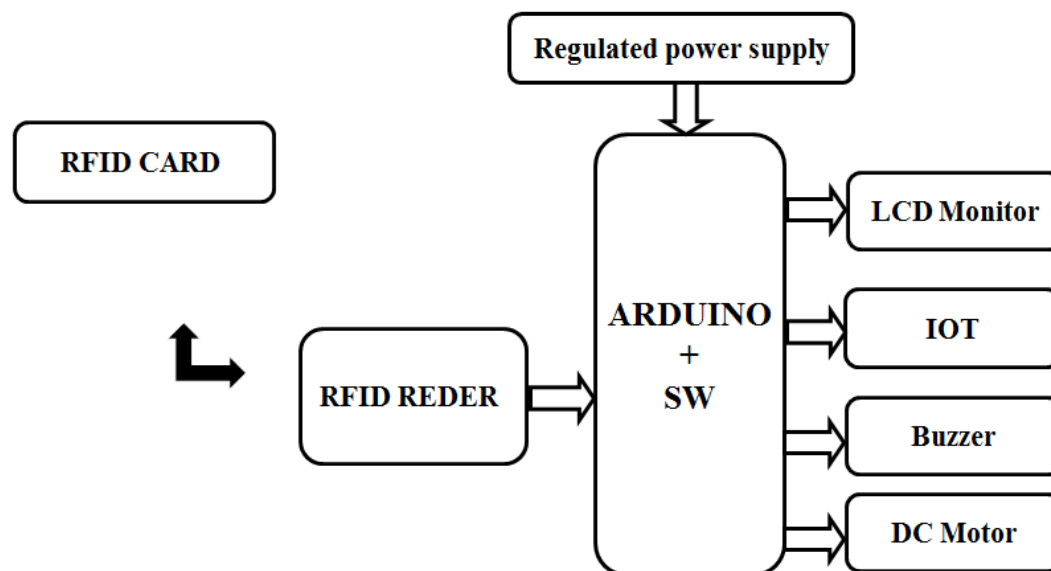 Regulated power supply
RFID CARD
LCD Monitor
ARDUINO
+
SW
IOT
RFID REDER
Buzzer
DC Motor